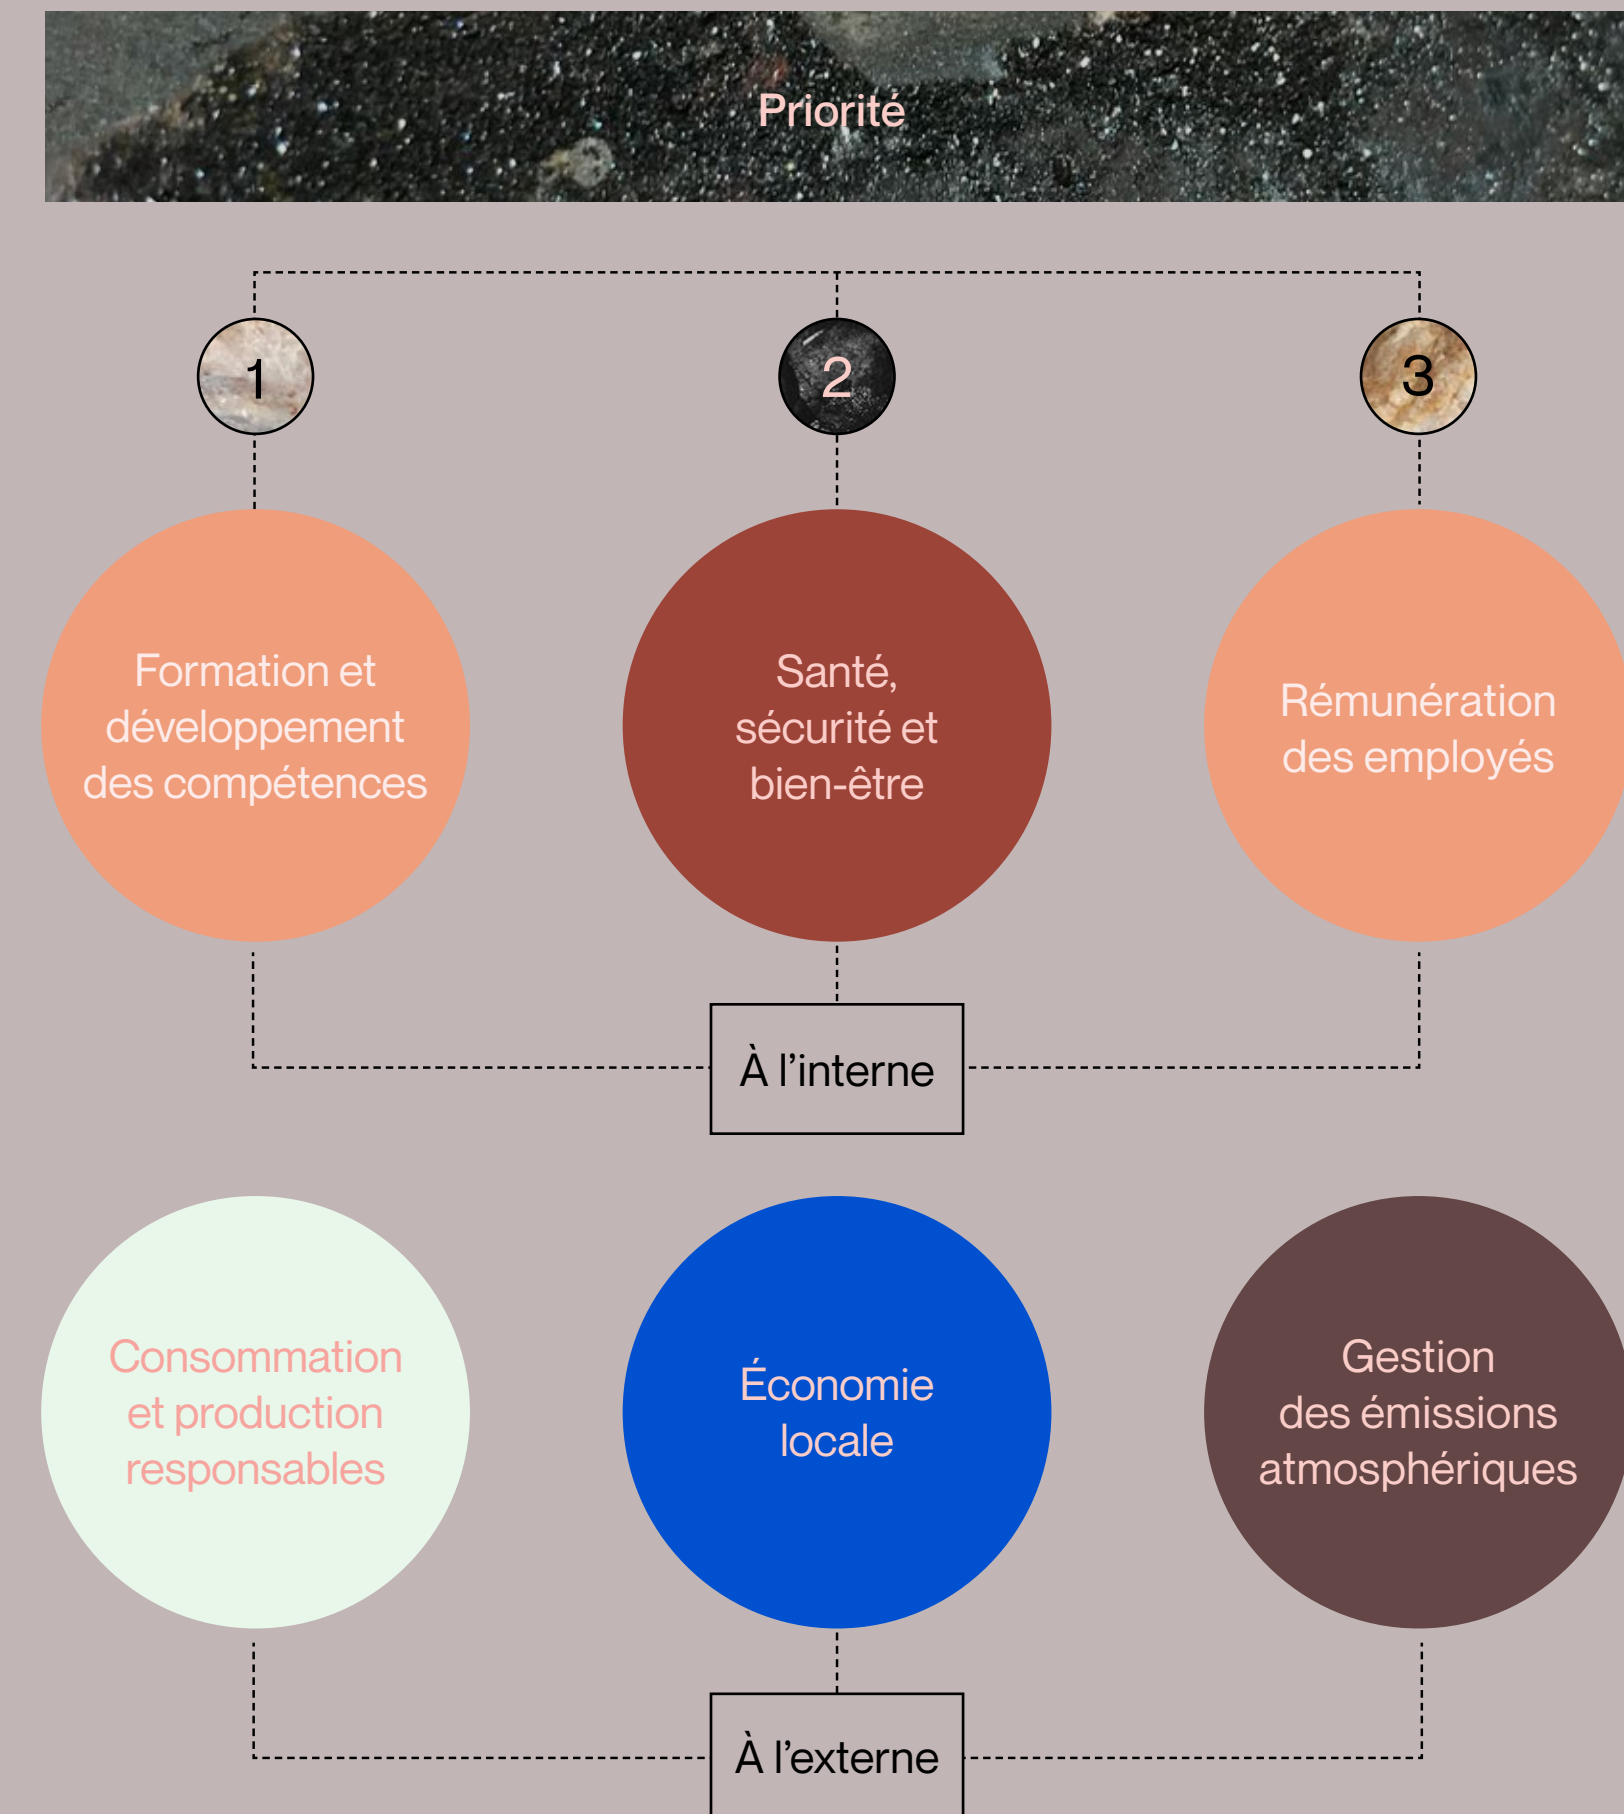 Priorité
1
2
3
Formation et
développement
des compétences
Santé,
sécurité et
bien-être
Rémunération
des employés
À l’interne
Consommation
et production
responsables
Économie
locale
Gestion
des émissions
atmosphériques
À l’externe